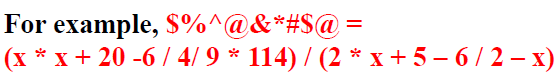 For example, $%^@&*#$@ =
(x * x + 20 -6 / 4/ 9 * 114) / (2 * x + 5 – 6 / 2 – x)